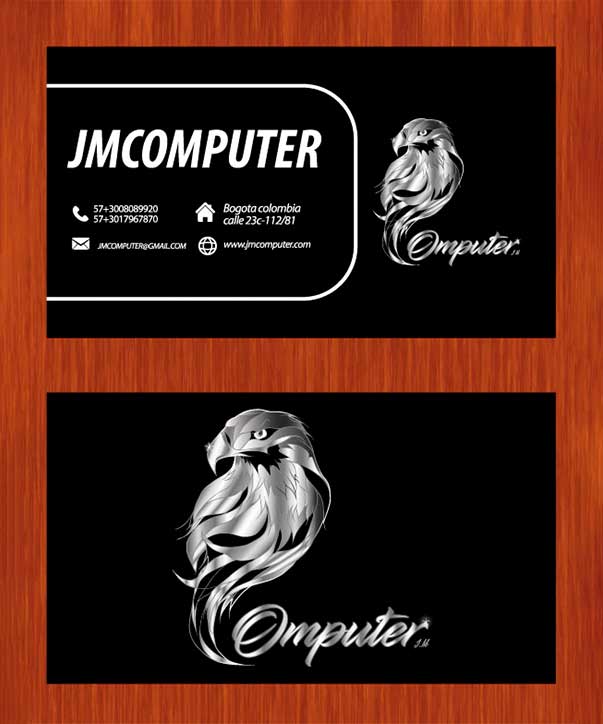 JMCOMPUTER
57+3008089920
57+3017967870
Bogota colombia
calle 23c-112/81
JMCOMPUTER@GMAIL.COM
www.jmcomputer.com
Omputer J.M
Omputer J.M